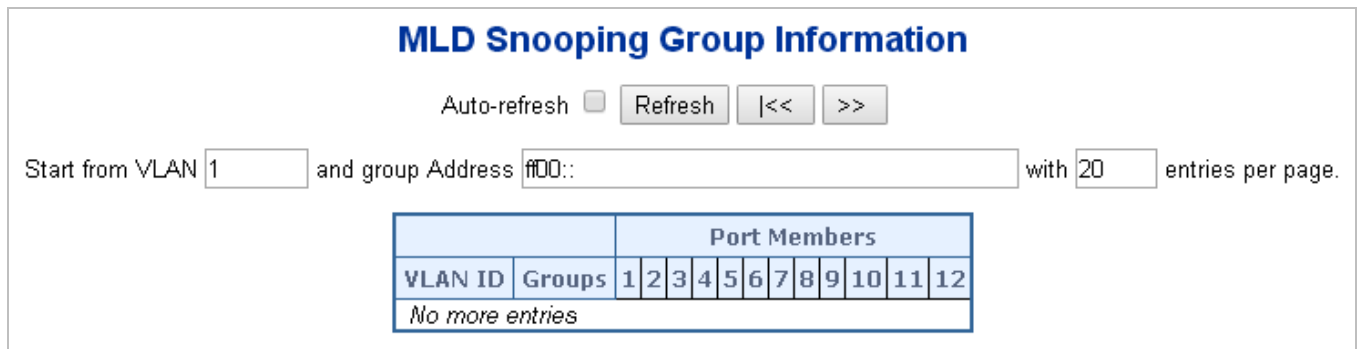 MLD Snooping Group Information
Auto-refresh Refresh |<< >>
Start from VLAN 1 and group Address ff00:: with 20 entries per page.
Port Members
VLAN ID Groups 1 2 3 4 5 6 7 8 9 10 11 12
No more entries